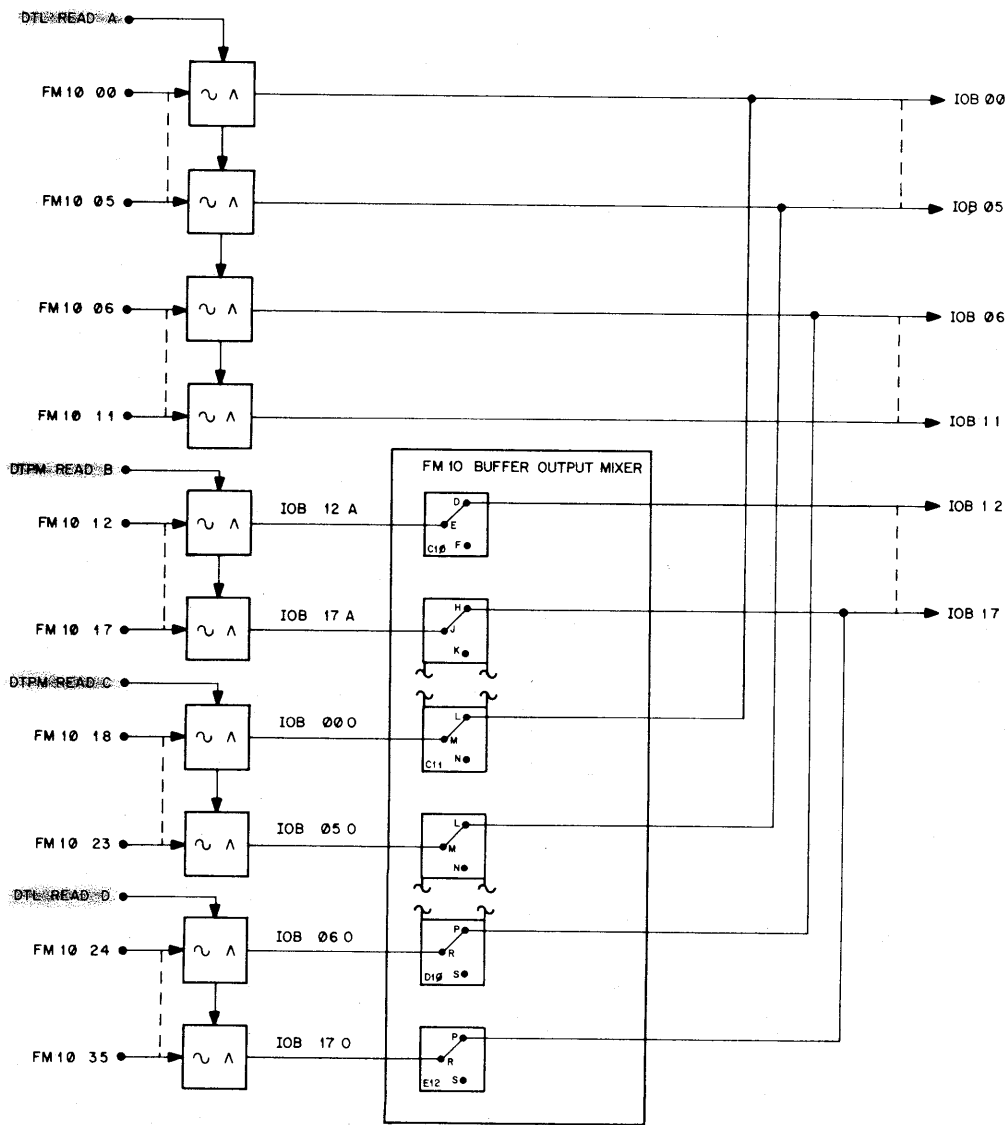 DTL READ A
FM10 00
∿ ∧
IOB 00
FM10 05
∿ ∧
IOB 05
FM10 06
∿ ∧
IOB 06
FM10 11
∿ ∧
IOB 11
DTPM READ B
FM10 BUFFER OUTPUT MIXER
FM10 12
∿ ∧
IOB 12 A
D
E
F
C10
IOB 12
FM10 17
∿ ∧
IOB 17 A
H
J
K
IOB 17
DTPM READ C
FM10 18
∿ ∧
IOB 00 0
L
M
N
C11
FM10 23
∿ ∧
IOB 05 0
L
M
N
DTL READ D
FM10 24
∿ ∧
IOB 06 0
P
R
S
D10
FM10 35
∿ ∧
IOB 17 0
P
R
S
E12